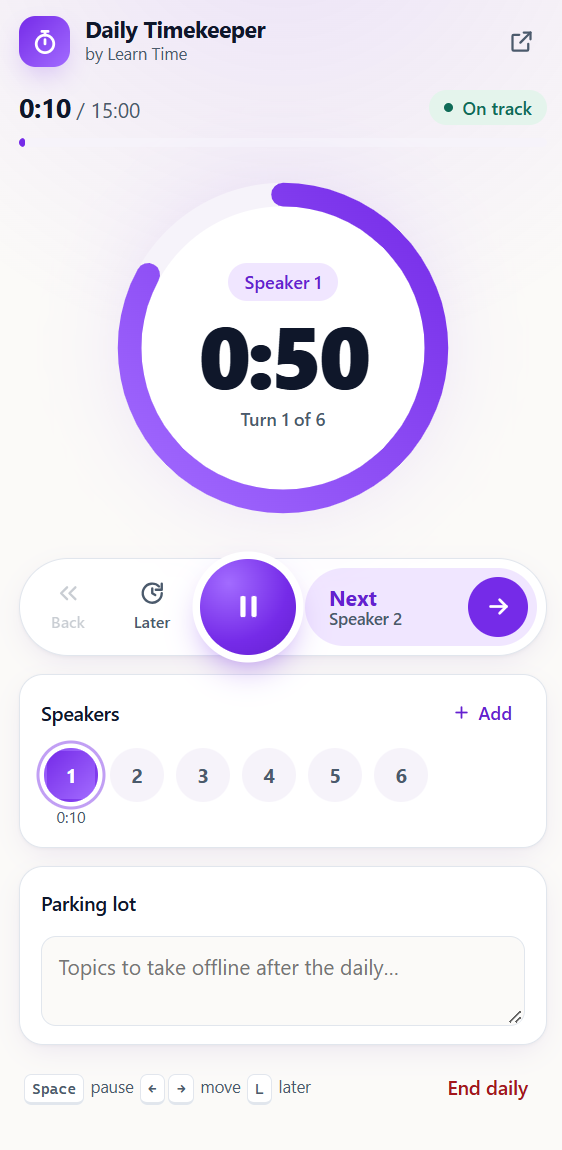 Daily Timekeeper
by Learn Time
0:10 / 15:00
On track
Speaker 1
0:50
Turn 1 of 6
Back
Later
Next
Speaker 2
Speakers
+ Add
1 2 3 4 5 6
0:10
Parking lot
Topics to take offline after the daily...
Space pause ← → move L later
End daily